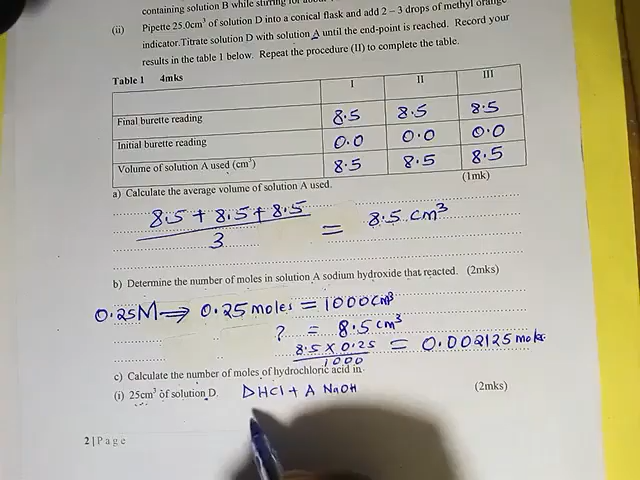 containing solution B while stirring for about
(ii) Pipette 25.0cm³ of solution D into a conical flask and add 2 – 3 drops of methyl orange
indicator.Titrate solution D with solution A until the end-point is reached. Record your
results in the table 1 below. Repeat the procedure (II) to complete the table.
Table 1 4mks
I II III
Final burette reading 8.5 8.5 8.5
Initial burette reading 0.0 0.0 0.0
Volume of solution A used (cm³) 8.5 8.5 8.5
a) Calculate the average volume of solution A used. (1mk)
8.5 + 8.5 + 8.5
3
= 8.5 cm³
b) Determine the number of moles in solution A sodium hydroxide that reacted. (2mks)
0.25M ⇒ 0.25 moles = 1000cm³
? = 8.5 cm³
8.5 x 0.25
1000
= 0.002125 moles
c) Calculate the number of moles of hydrochloric acid in
(i) 25cm³ of solution D. D HCl + A NaOH (2mks)
2 | P a g e